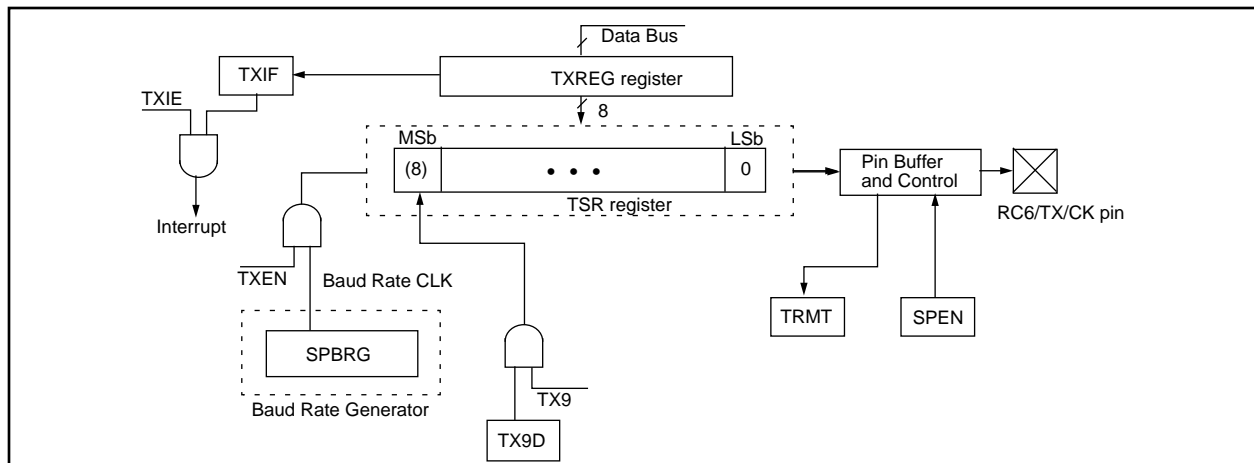 Data Bus
TXIF
TXREG register
TXIE
8
MSb
LSb
(8)
• • •
0
Pin Buffer
and Control
TSR register
RC6/TX/CK pin
Interrupt
TXEN
Baud Rate CLK
TRMT
SPEN
SPBRG
TX9
Baud Rate Generator
TX9D